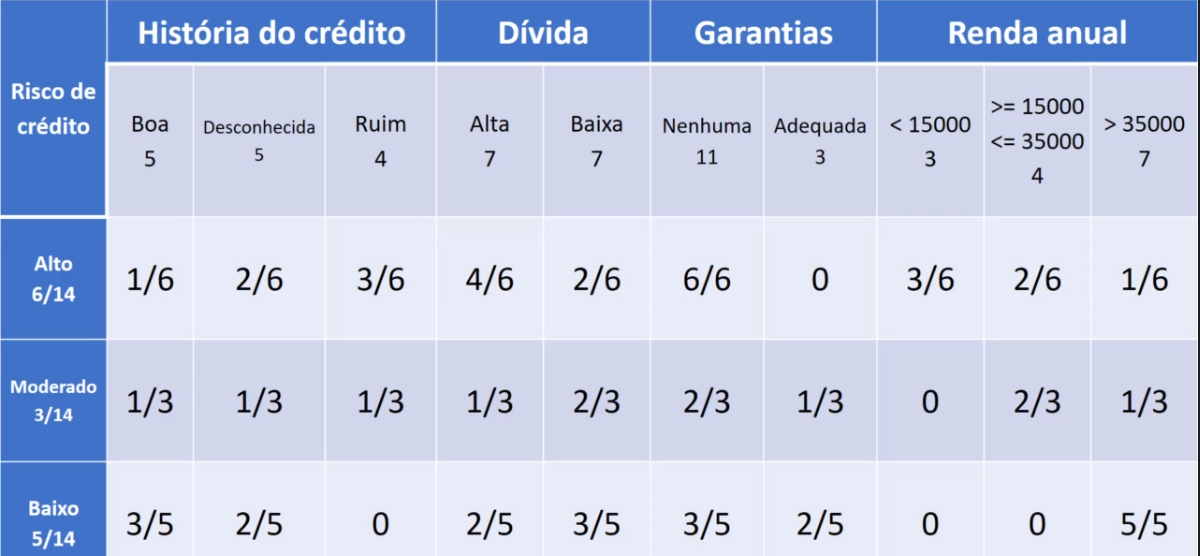 História do crédito Dívida Garantias Renda anual
Risco de
crédito
Boa
5
Desconhecida
5
Ruim
4
Alta
7
Baixa
7
Nenhuma
11
Adequada
3
< 15000
3
>= 15000
<= 35000
4
> 35000
7
Alto
6/14
1/6 2/6 3/6 4/6 2/6 6/6 0 3/6 2/6 1/6
Moderado
3/14
1/3 1/3 1/3 1/3 2/3 2/3 1/3 0 2/3 1/3
Baixo
5/14
3/5 2/5 0 2/5 3/5 3/5 2/5 0 0 5/5